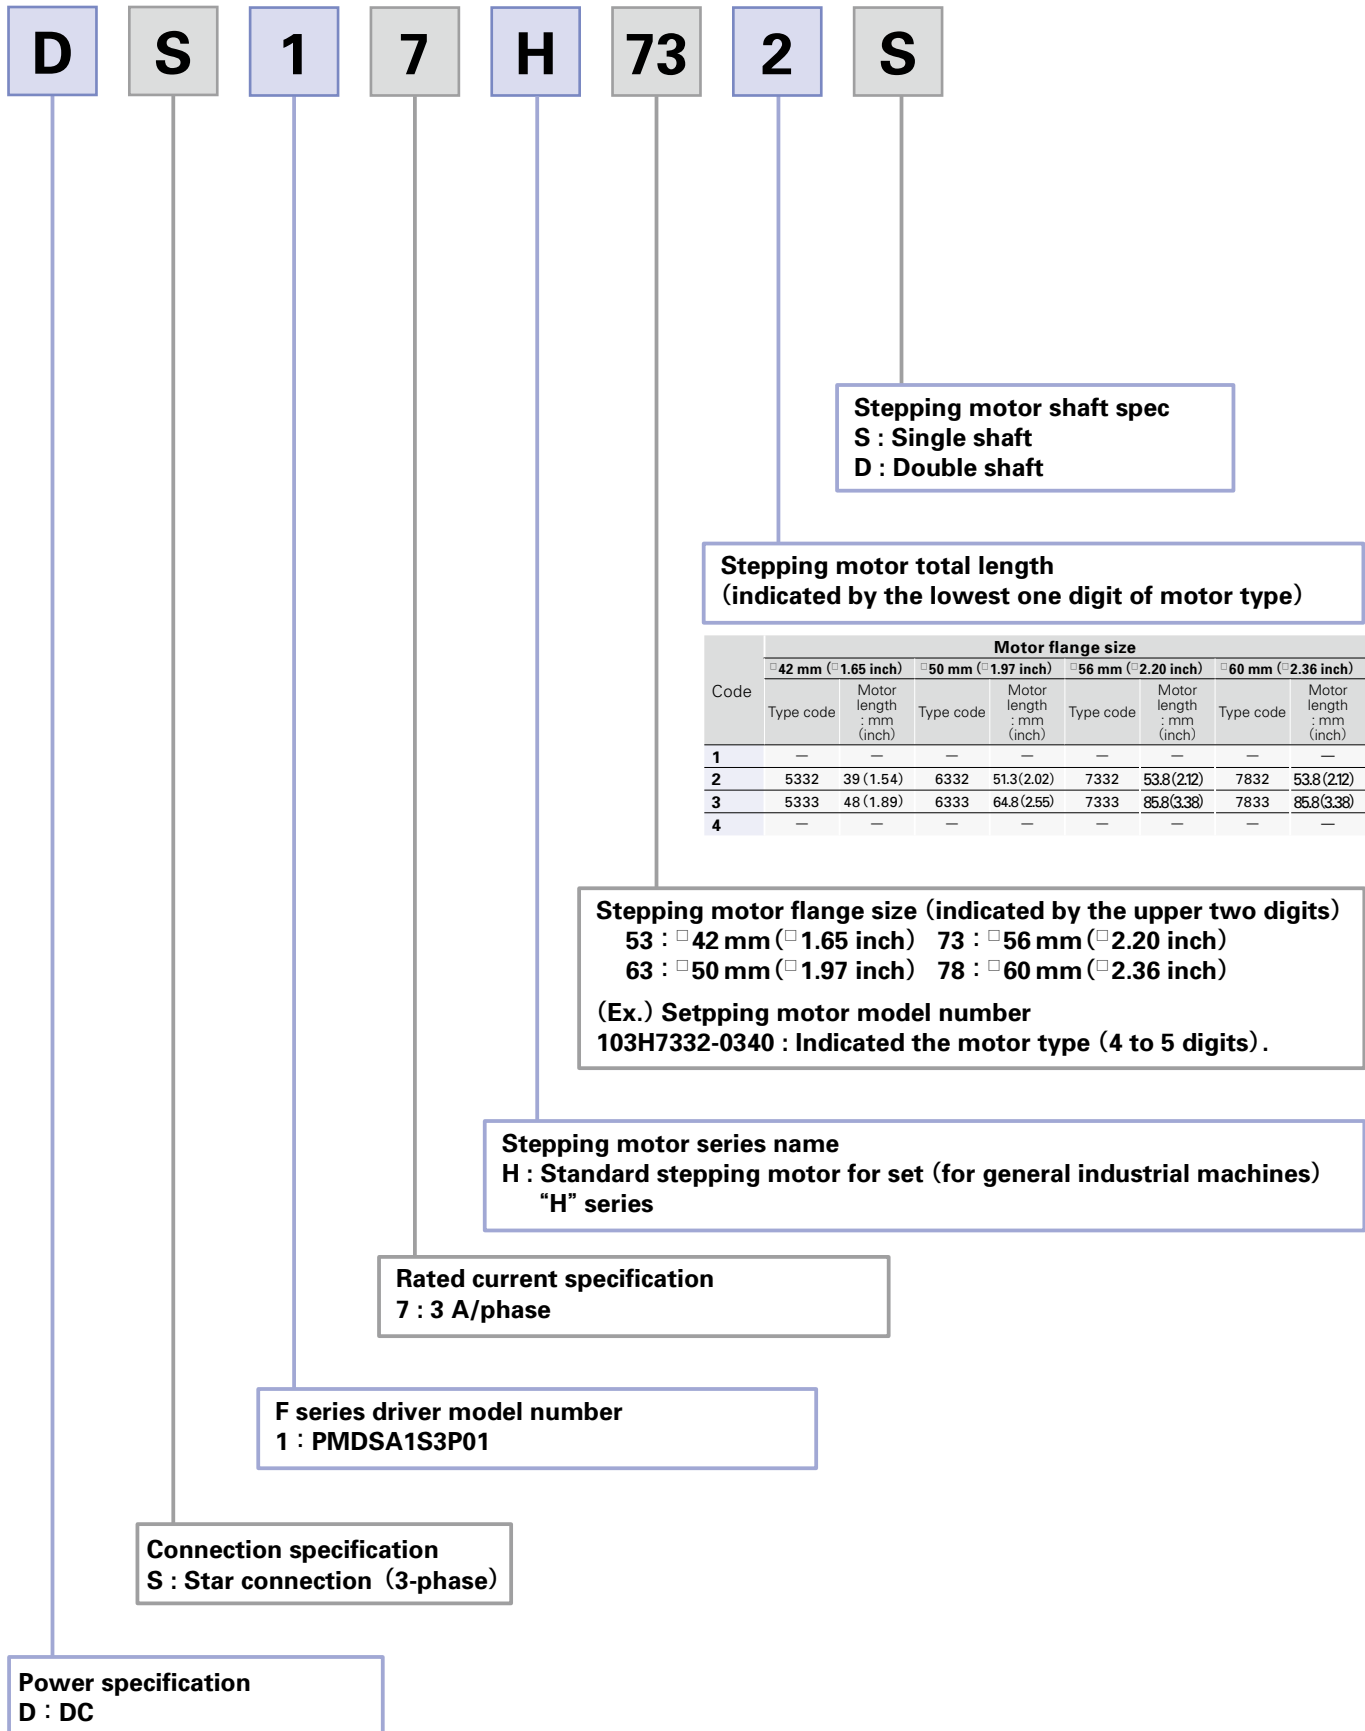 D S 1 7 H 73 2 S
Stepping motor shaft spec
S : Single shaft
D : Double shaft
Stepping motor total length
(indicated by the lowest one digit of motor type)
Code Motor flange size
□42 mm (□1.65 inch) □50 mm (□1.97 inch) □56 mm (□2.20 inch) □60 mm (□2.36 inch)
Type code Motor length : mm (inch) Type code Motor length : mm (inch) Type code Motor length : mm (inch) Type code Motor length : mm (inch)
1 — — — — — — — —
2 5332 39 (1.54) 6332 51.3(2.02) 7332 53.8(2.12) 7832 53.8(2.12)
3 5333 48 (1.89) 6333 64.8(2.55) 7333 85.8(3.38) 7833 85.8(3.38)
4 — — — — — — — —
Stepping motor flange size (indicated by the upper two digits)
53 : □42 mm (□1.65 inch) 73 : □56 mm (□2.20 inch)
63 : □50 mm (□1.97 inch) 78 : □60 mm (□2.36 inch)
(Ex.) Setpping motor model number
103H7332-0340 : Indicated the motor type (4 to 5 digits).
Stepping motor series name
H : Standard stepping motor for set (for general industrial machines)
“H” series
Rated current specification
7 : 3 A/phase
F series driver model number
1 : PMDSA1S3P01
Connection specification
S : Star connection (3-phase)
Power specification
D : DC